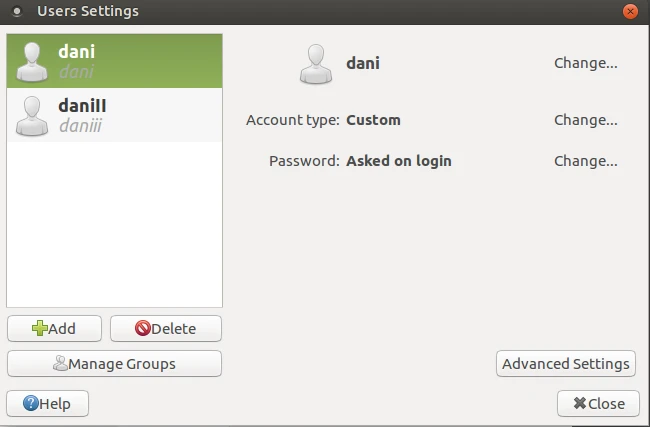 Users Settings
dani
dani
daniII
daniii
dani
Change...
Account type: Custom
Change...
Password: Asked on login
Change...
Add
Delete
Manage Groups
Advanced Settings
Help
Close